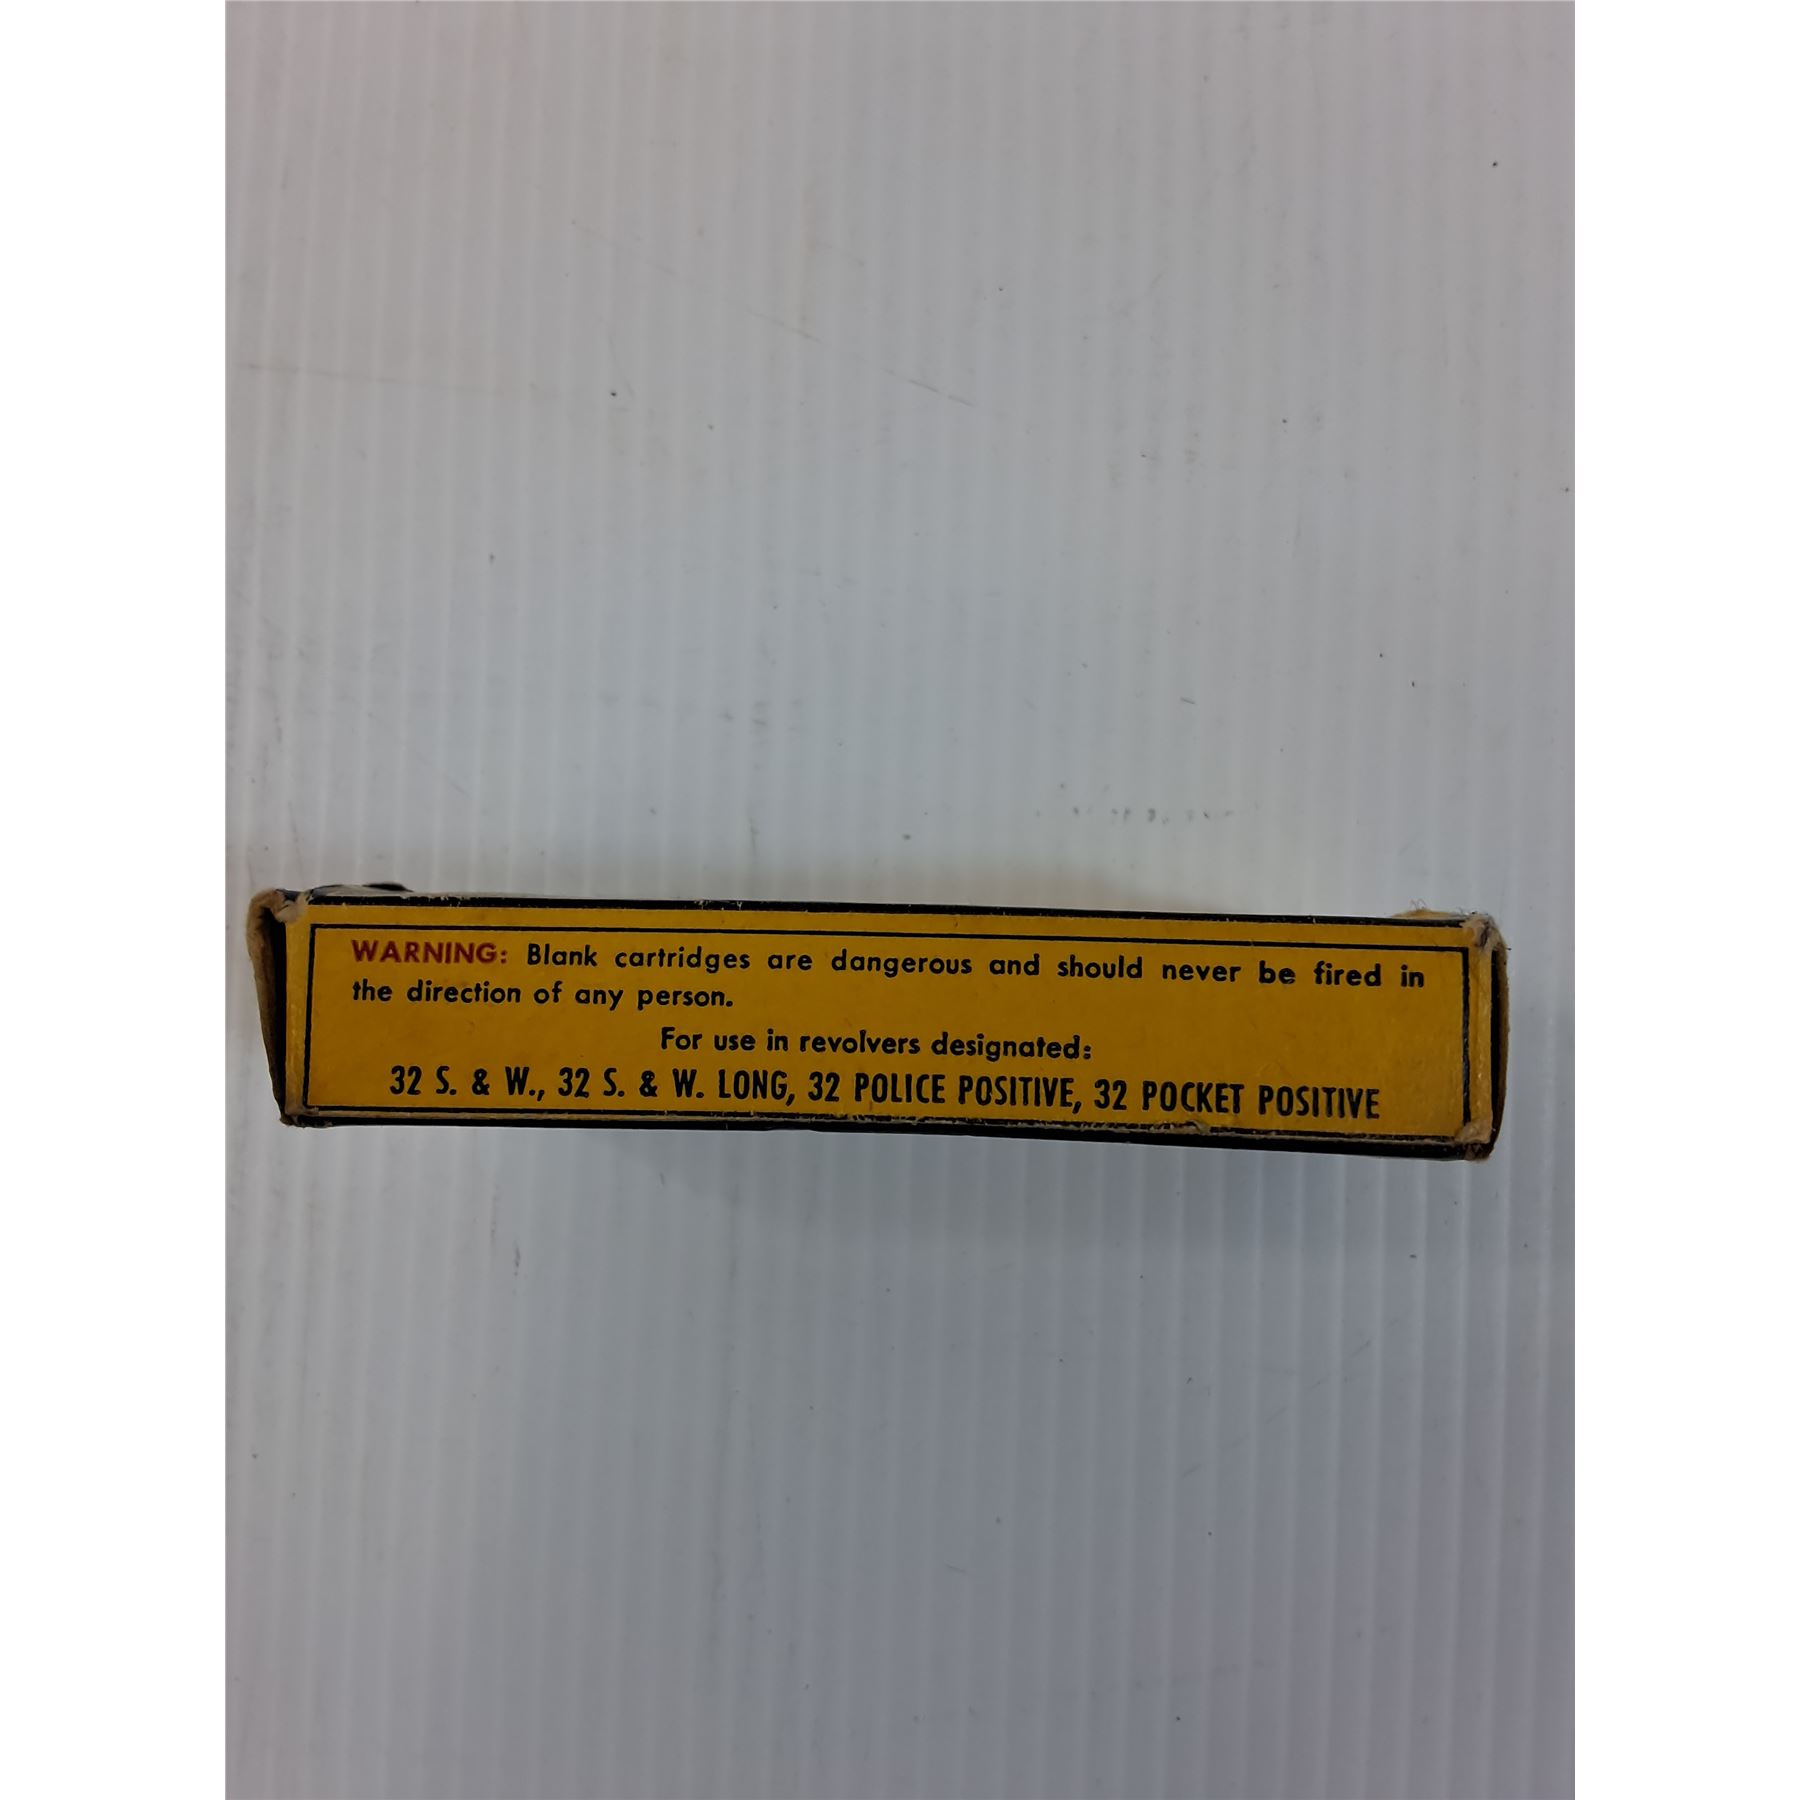 WARNING: Blank cartridges are dangerous and should never be fired in
the direction of any person.
For use in revolvers designated:
32 S. & W., 32 S. & W. LONG, 32 POLICE POSITIVE, 32 POCKET POSITIVE